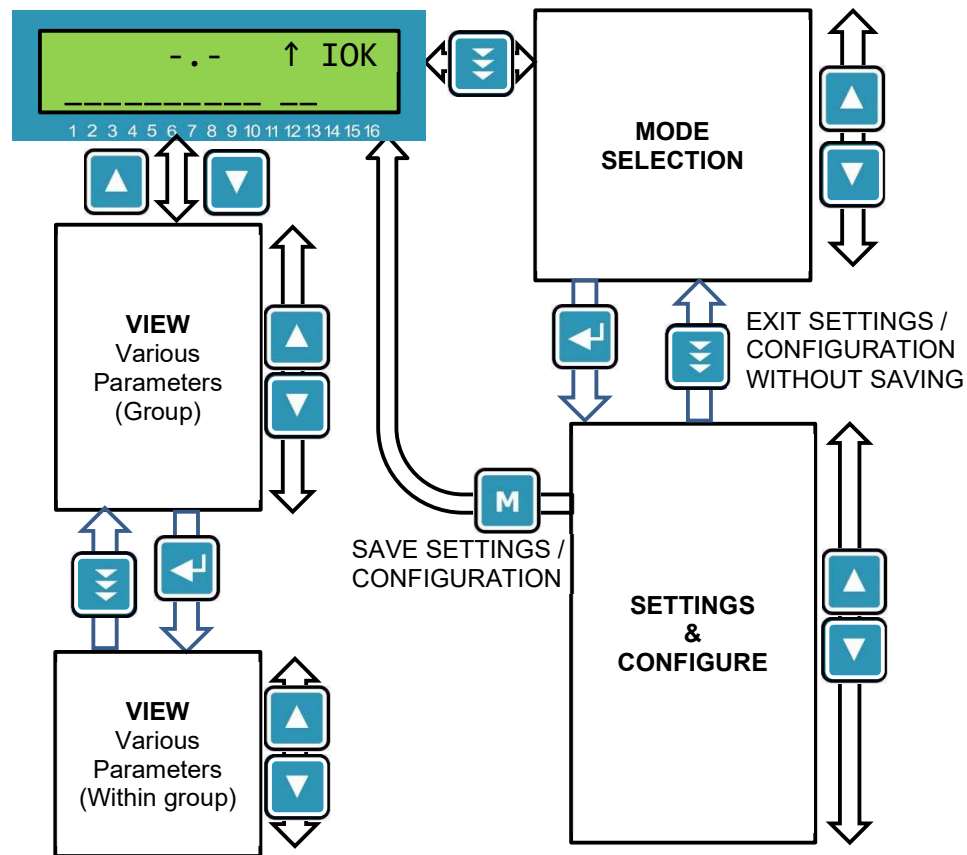 -.- ↑ IOK
_________ __
1 2 3 4 5 6 7 8 9 10 11 12 13 14 15 16
MODE
SELECTION
VIEW
Various
Parameters
(Group)
EXIT SETTINGS /
CONFIGURATION
WITHOUT SAVING
M
SAVE SETTINGS /
CONFIGURATION
SETTINGS
&
CONFIGURE
VIEW
Various
Parameters
(Within group)